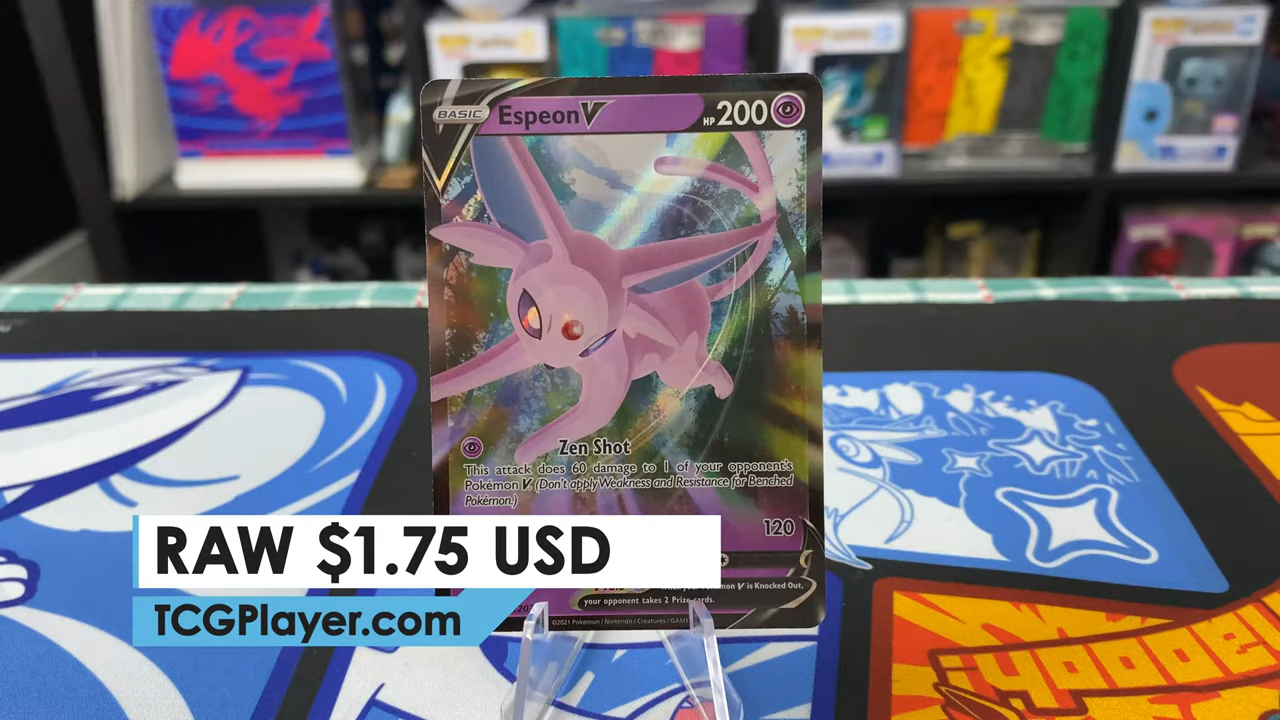 BASIC Espeon V HP 200
Zen Shot
This attack does 60 damage to 1 of your opponent's
Pokémon V (Don't apply Weakness and Resistance for Benched
Pokémon.)
120
RAW $1.75 USD
Pokémon V is Knocked Out,
your opponent takes 2 Prize cards.
TCGPlayer.com
©2021 Pokémon / Nintendo / Creatures / GAME